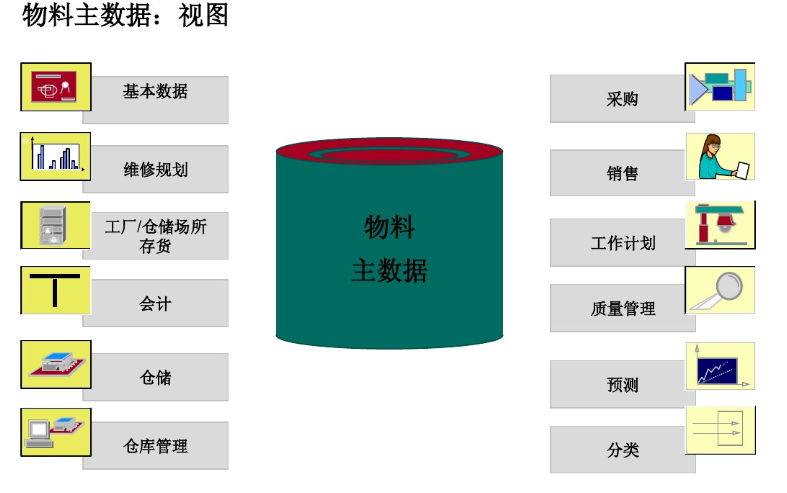 物料主数据：视图
基本数据
维修规划
工厂/仓储场所
存货
会计
仓储
仓库管理
物料
主数据
采购
销售
工作计划
质量管理
预测
分类